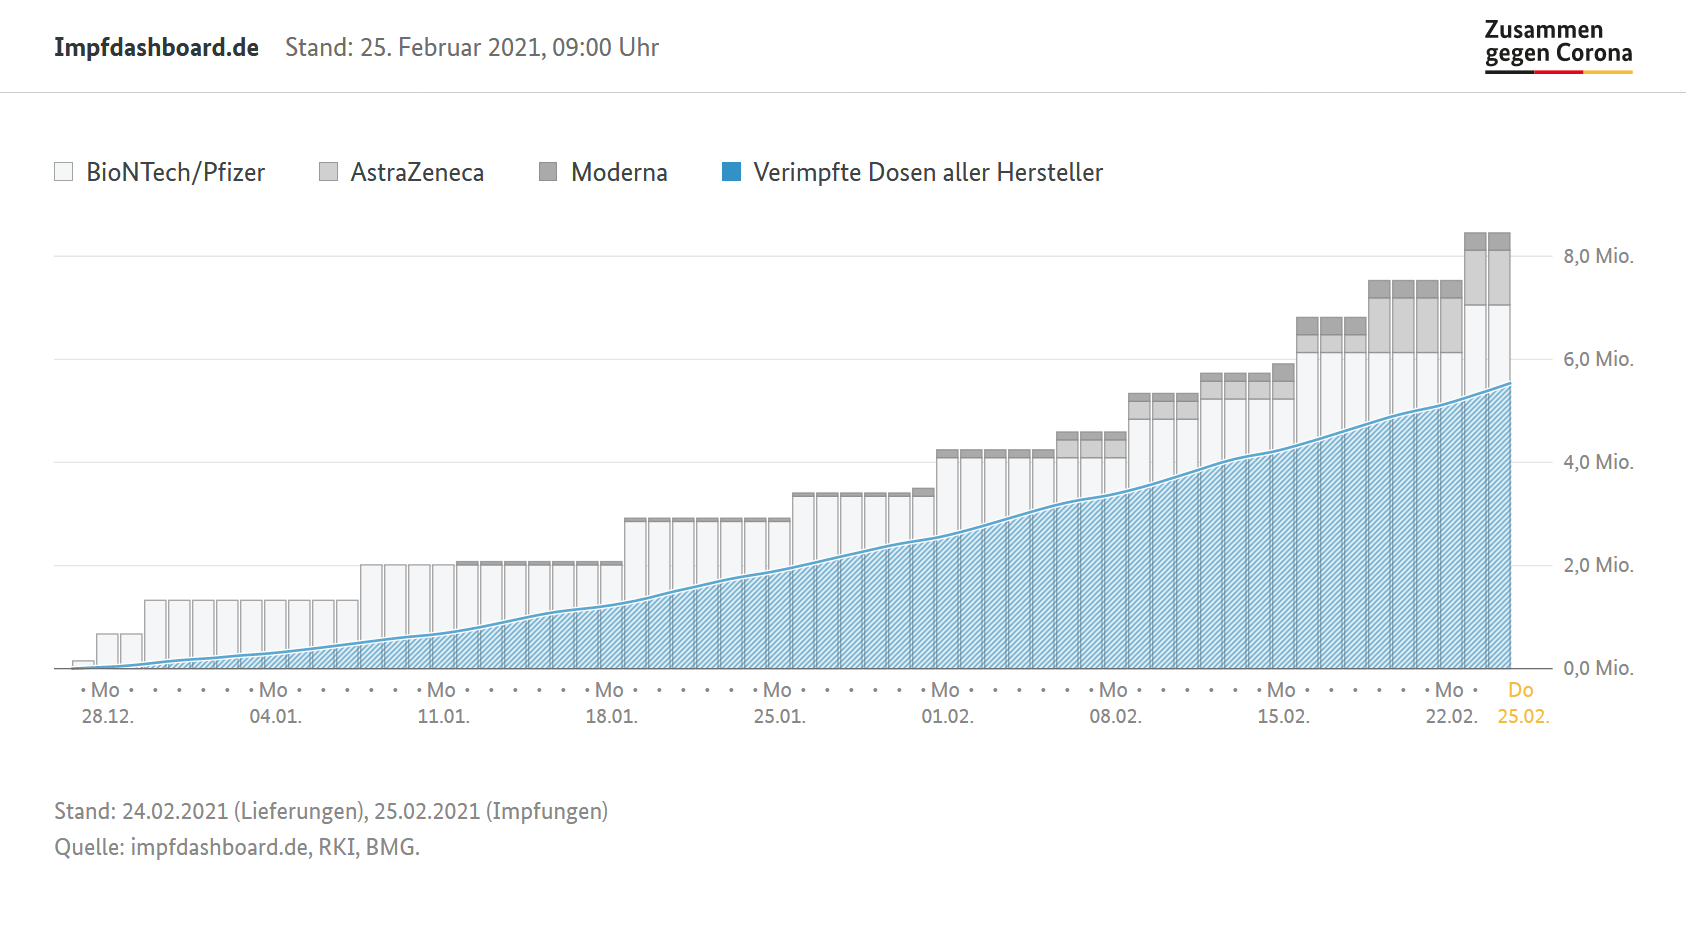 Impfdashboard.de Stand: 25. Februar 2021, 09:00 Uhr
Zusammen
gegen Corona
BioNTech/Pfizer AstraZeneca Moderna Verimpfte Dosen aller Hersteller
8,0 Mio.
6,0 Mio.
4,0 Mio.
2,0 Mio.
0,0 Mio.
Mo Mo Mo Mo Mo Mo Mo Mo Mo Do
28.12. 04.01. 11.01. 18.01. 25.01. 01.02. 08.02. 15.02. 22.02. 25.02.
Stand: 24.02.2021 (Lieferungen), 25.02.2021 (Impfungen)
Quelle: impfdashboard.de, RKI, BMG.